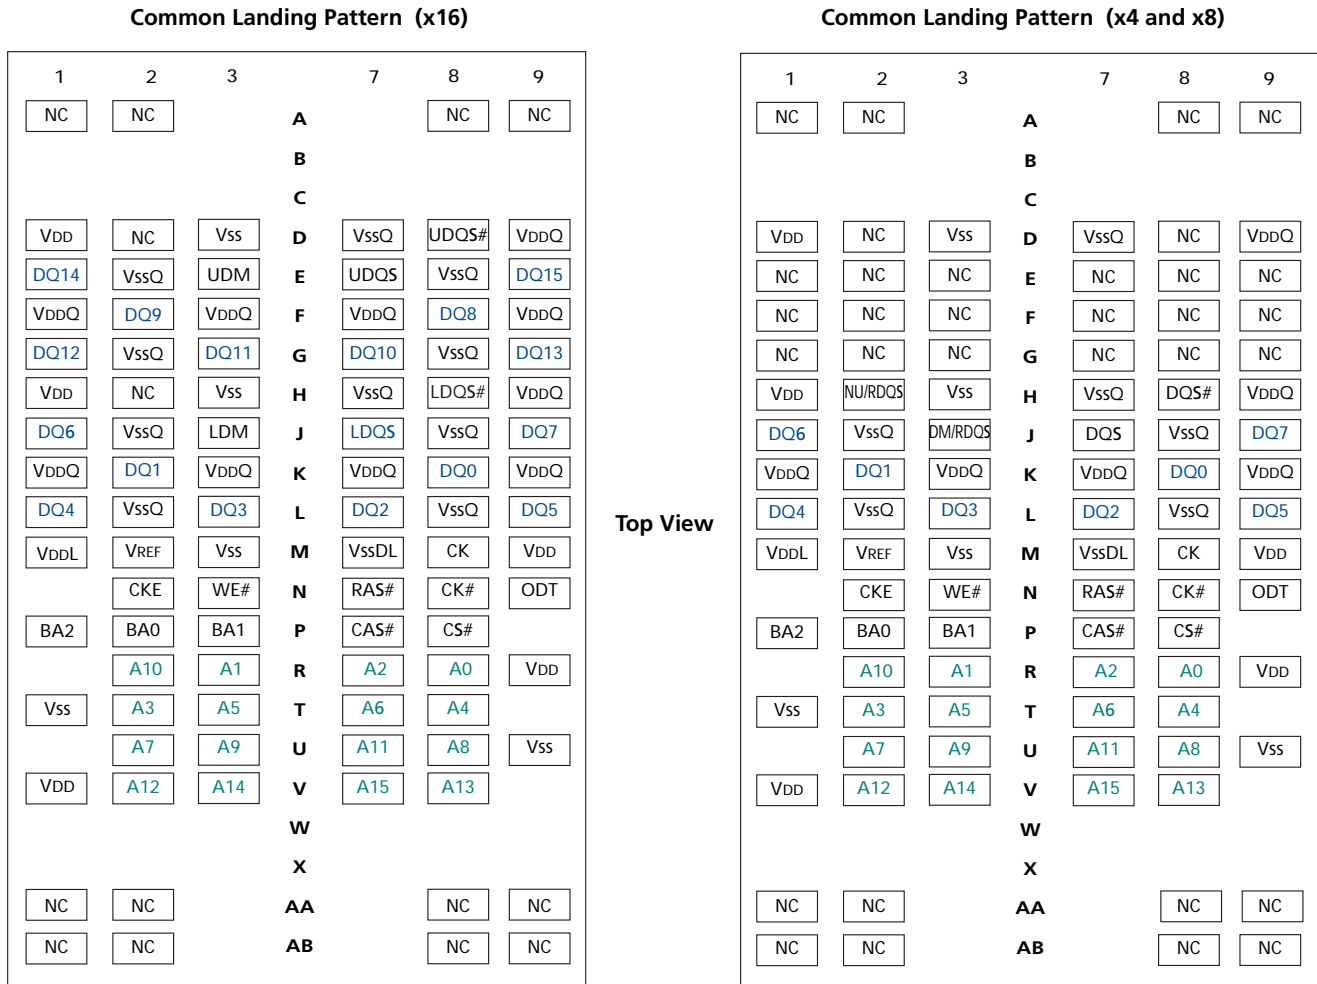 Common Landing Pattern (x16)
1 2 3 7 8 9
NC NC A NC NC
B
C
VDD NC Vss D VssQ UDQS# VDDQ
DQ14 VssQ UDM E UDQS VssQ DQ15
VDDQ DQ9 VDDQ F VDDQ DQ8 VDDQ
DQ12 VssQ DQ11 G DQ10 VssQ DQ13
VDD NC Vss H VssQ LDQS# VDDQ
DQ6 VssQ LDM J LDQS VssQ DQ7
VDDQ DQ1 VDDQ K VDDQ DQ0 VDDQ
DQ4 VssQ DQ3 L DQ2 VssQ DQ5
VDDL VREF Vss M VssDL CK VDD
CKE WE# N RAS# CK# ODT
BA2 BA0 BA1 P CAS# CS#
A10 A1 R A2 A0 VDD
Vss A3 A5 T A6 A4
A7 A9 U A11 A8 Vss
VDD A12 A14 V A15 A13
W
X
NC NC AA NC NC
NC NC AB NC NC
Top View
Common Landing Pattern (x4 and x8)
1 2 3 7 8 9
NC NC A NC NC
B
C
VDD NC Vss D VssQ NC VDDQ
NC NC NC E NC NC NC
NC NC NC F NC NC NC
NC NC NC G NC NC NC
VDD NU/RDQS Vss H VssQ DQS# VDDQ
DQ6 VssQ DM/RDQS J DQS VssQ DQ7
VDDQ DQ1 VDDQ K VDDQ DQ0 VDDQ
DQ4 VssQ DQ3 L DQ2 VssQ DQ5
VDDL VREF Vss M VssDL CK VDD
CKE WE# N RAS# CK# ODT
BA2 BA0 BA1 P CAS# CS#
A10 A1 R A2 A0 VDD
Vss A3 A5 T A6 A4
A7 A9 U A11 A8 Vss
VDD A12 A14 V A15 A13
W
X
NC NC AA NC NC
NC NC AB NC NC